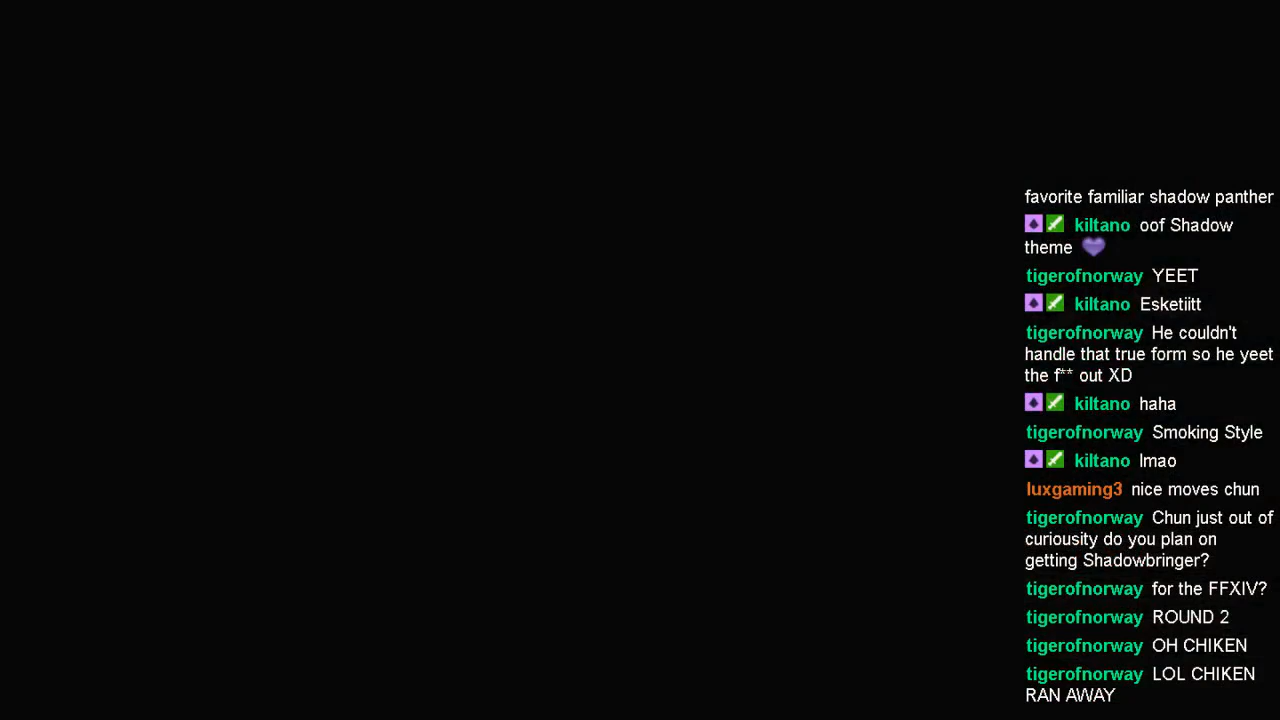 favorite familiar shadow panther
kiltano oof Shadow
theme
tigerofnorway YEET
kiltano Esketiitt
tigerofnorway He couldn't
handle that true form so he yeet
the f** out XD
kiltano haha
tigerofnorway Smoking Style
kiltano lmao
luxgaming3 nice moves chun
tigerofnorway Chun just out of
curiousity do you plan on
getting Shadowbringer?
tigerofnorway for the FFXIV?
tigerofnorway ROUND 2
tigerofnorway OH CHIKEN
tigerofnorway LOL CHIKEN
RAN AWAY